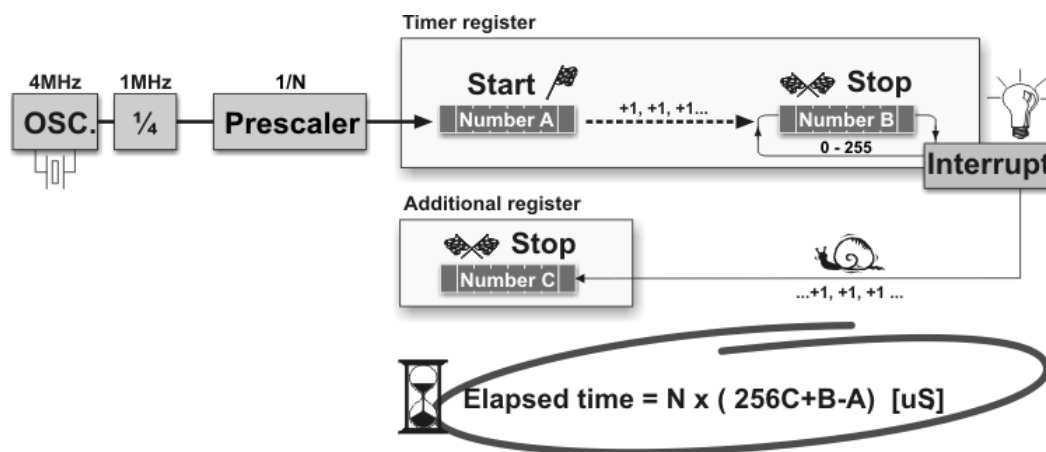 Timer register
4MHz
1MHz
1/N
OSC.
¼
Prescaler
Start
Number A
+1, +1, +1...
Stop
Number B
0 - 255
Interrupt
Additional register
Stop
Number C
...+1, +1, +1 ...
Elapsed time = N x ( 256C+B-A) [uS]